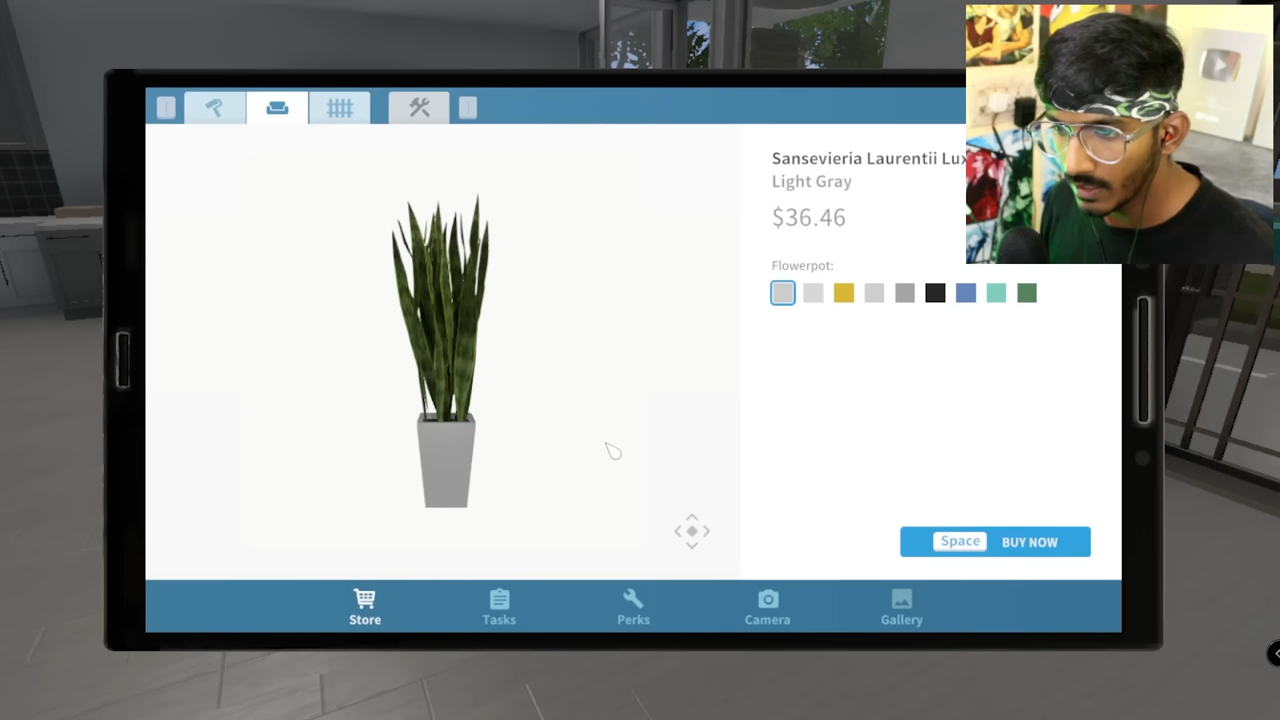 Sansevieria Laurentii Lux
Light Gray
$36.46
Flowerpot:
Space BUY NOW
Store Tasks Perks Camera Gallery